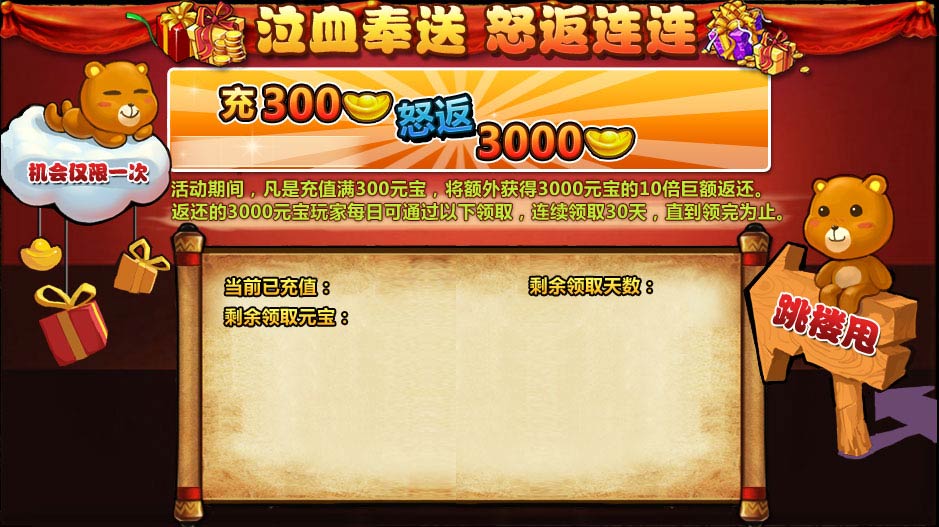 泣血奉送 怒返连连
充300 怒返 3000
机会仅限一次
活动期间，凡是充值满300元宝，将额外获得3000元宝的10倍巨额返还。
返还的3000元宝玩家每日可通过以下领取，连续领取30天，直到领完为止。
当前已充值：
剩余领取天数：
剩余领取元宝：
跳楼甩